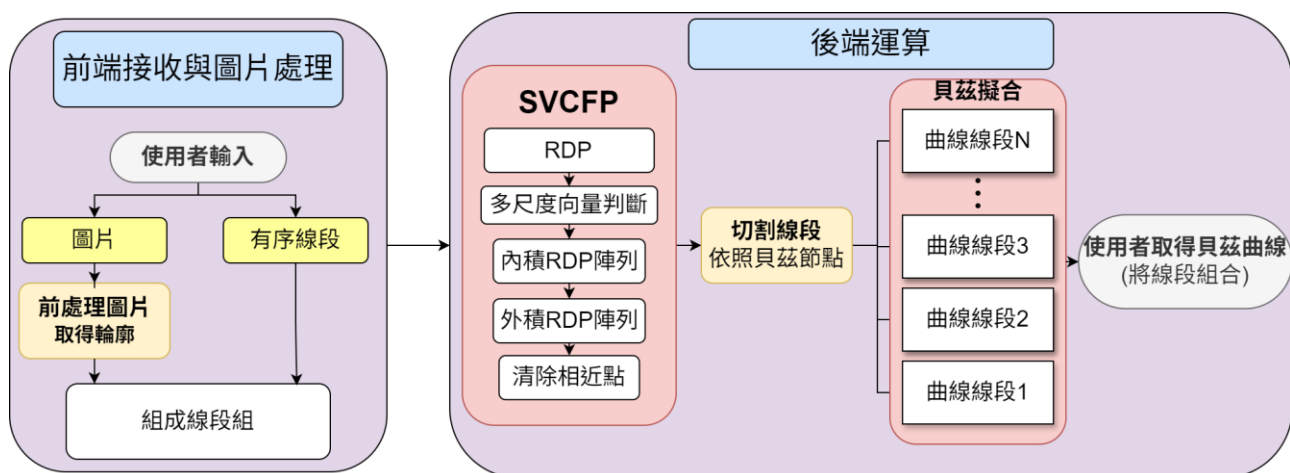 前端接收與圖片處理
使用者輸入
圖片
有序線段
前處理圖片
取得輪廓
組成線段組
後端運算
SVCFP
RDP
多尺度向量判斷
內積RDP陣列
外積RDP陣列
清除相近點
切割線段
依照貝茲節點
貝茲擬合
曲線線段N
曲線線段3
曲線線段2
曲線線段1
使用者取得貝茲曲線
(將線段組合)